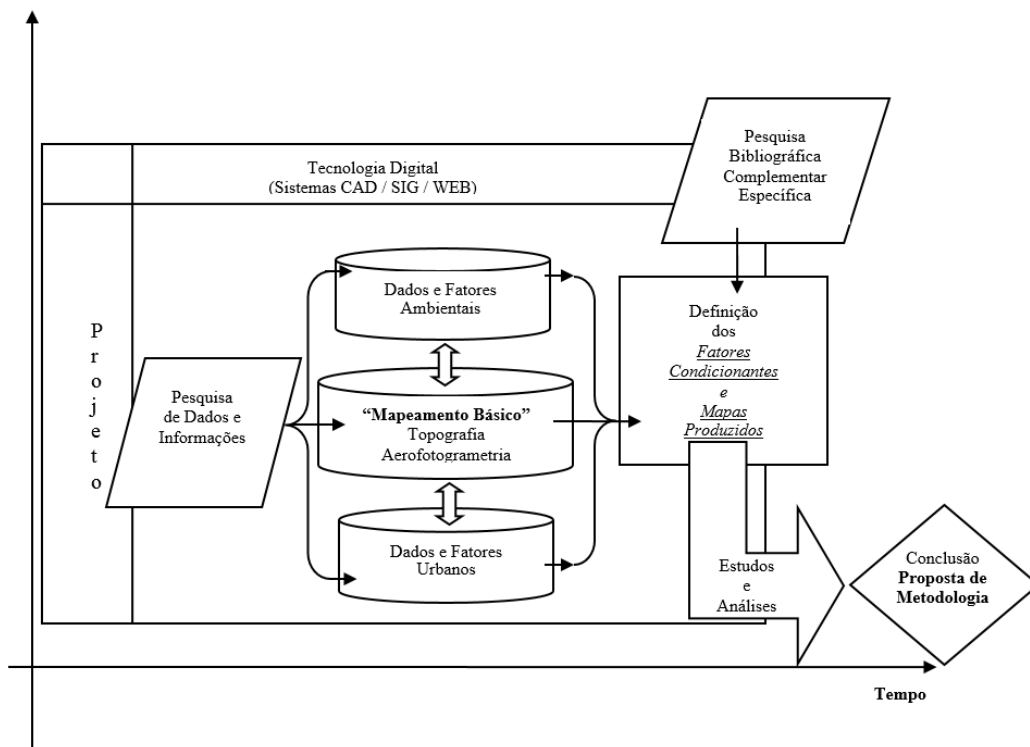 Pesquisa
Bibliográfica
Complementar
Específica
Tecnologia Digital
(Sistemas CAD / SIG / WEB)
Projeto
Pesquisa
de Dados e
Informações
Dados e Fatores
Ambientais
“Mapeamento Básico”
Topografia
Aerofotogrametria
Dados e Fatores
Urbanos
Definição
dos
Fatores
Condicionantes
e
Mapas
Produzidos
Estudos
e
Análises
Conclusão
Proposta de
Metodologia
Tempo